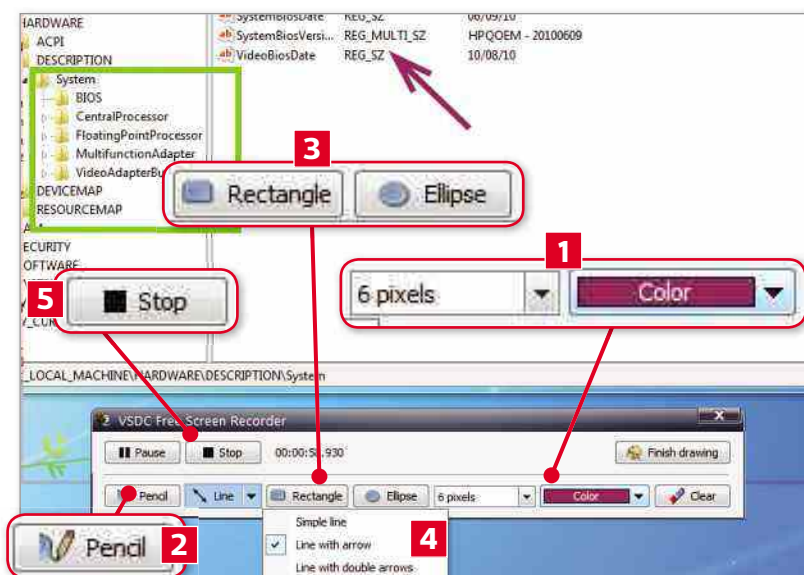 HARDWARE
ACPI
DESCRIPTION
System
BIOS
CentralProcessor
FloatingPointProcessor
MultifunctionAdapter
DEVICEMAP
RESOURCEMAP
SystemBiosDate REG_SZ 06/09/10
SystemBiosVersi... REG_MULTI_SZ HPQOEM - 20100609
VideoBiosDate REG_SZ 10/08/10
3
Rectangle Ellipse
1
6 pixels Color
5
Stop
_LOCAL_MACHINE\HARDWARE\DESCRIPTION\System
VSDC Free Screen Recorder
Pause Stop Finish drawing
Pencil Line Rectangle Ellipse 6 pixels Color Clear
Pencil 2
Simple line
Line with arrow 4
Line with double arrows